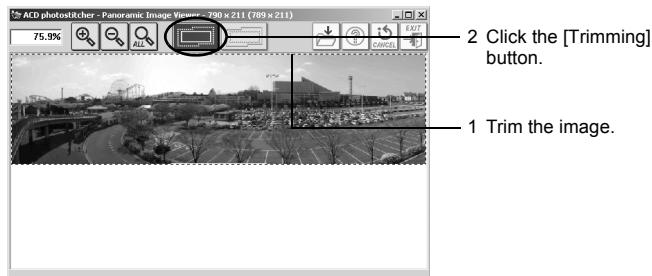 ACD photostitcher - Panoramic Image Viewer - 790 x 211 (789 x 211)
75.9%
ALL
CANCEL
EXIT
2 Click the [Trimming]
button.
1 Trim the image.